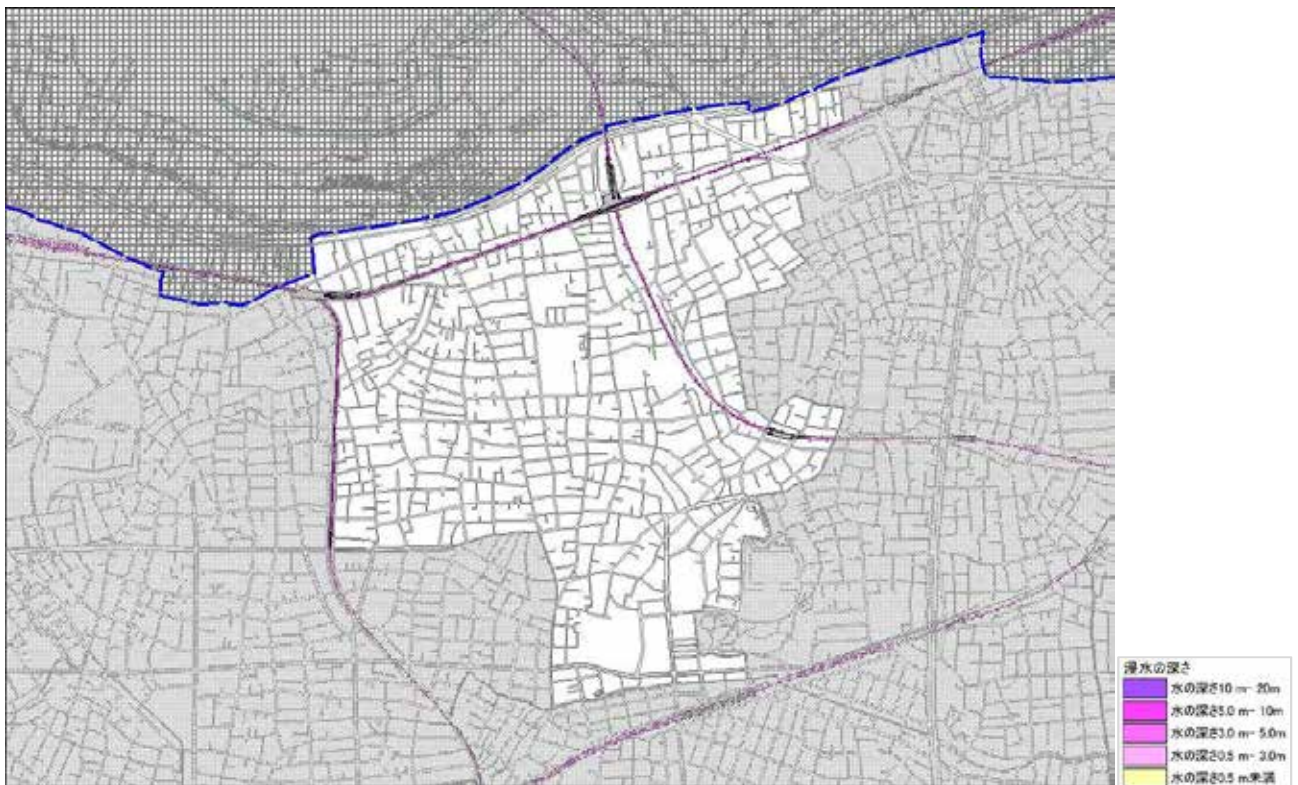 浸水の深さ
水の深さ10 m- 20m
水の深さ5.0 m- 10m
水の深さ3.0 m- 5.0m
水の深さ0.5 m- 3.0m
水の深さ0.5 m未満